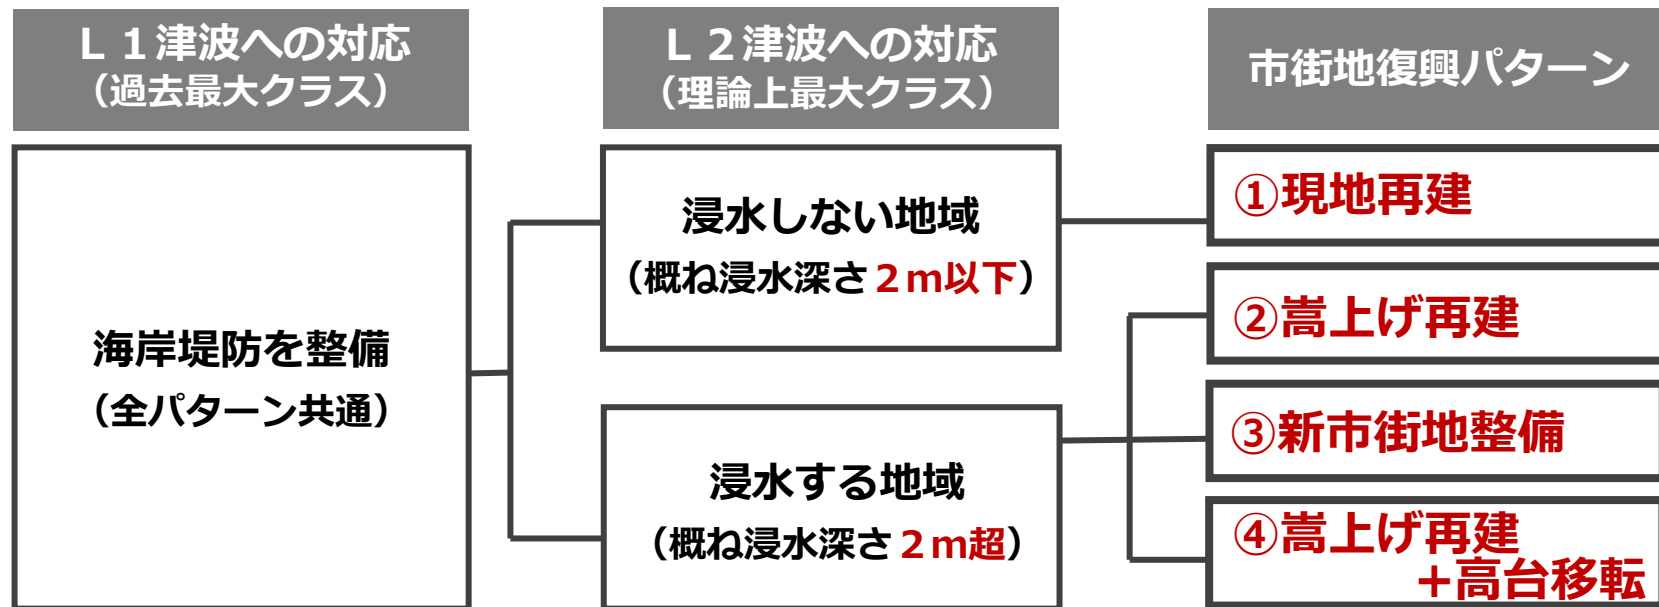 Ｌ１津波への対応
（過去最大クラス）
海岸堤防を整備
（全パターン共通）
Ｌ２津波への対応
（理論上最大クラス）
浸水しない地域
（概ね浸水深さ２ｍ以下）
浸水する地域
（概ね浸水深さ２ｍ超）
市街地復興パターン
①現地再建
②嵩上げ再建
③新市街地整備
④嵩上げ再建
+高台移転